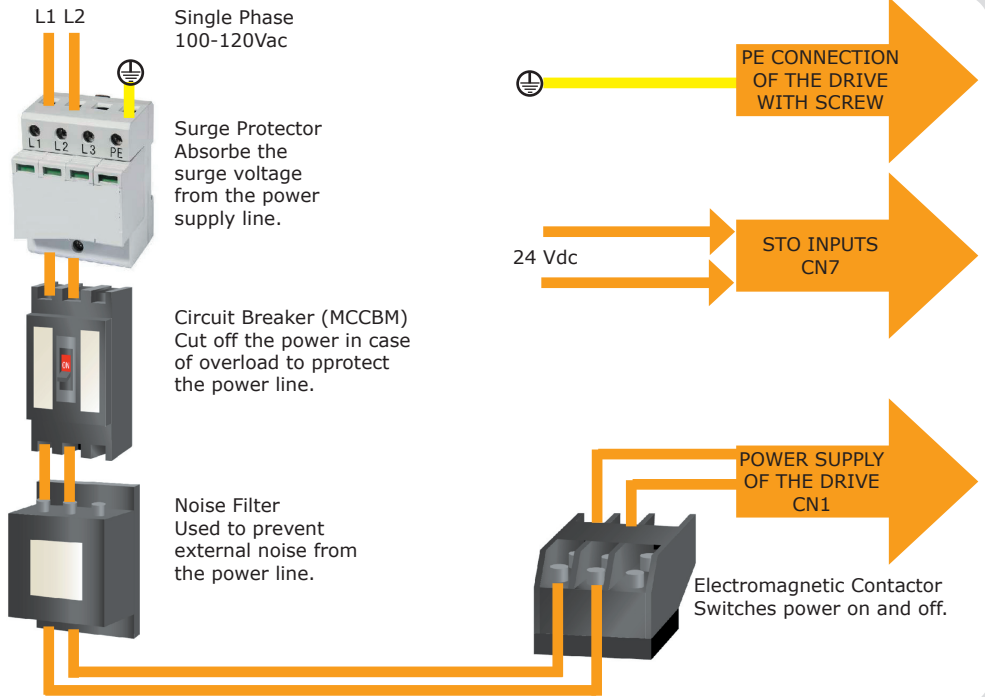 L1 L2
Single Phase
100-120Vac
L1 L2 L3 PE
Surge Protector
Absorbe the
surge voltage
from the power
supply line.
Circuit Breaker (MCCBM)
Cut off the power in case
of overload to pprotect
the power line.
ON
Noise Filter
Used to prevent
external noise from
the power line.
PE CONNECTION
OF THE DRIVE
WITH SCREW
24 Vdc
STO INPUTS
CN7
POWER SUPPLY
OF THE DRIVE
CN1
Electromagnetic Contactor
Switches power on and off.